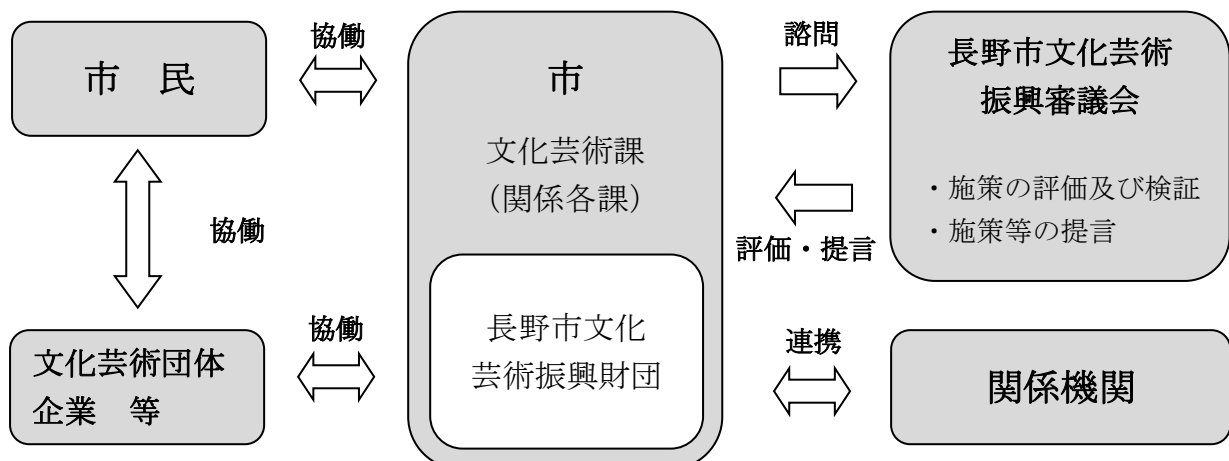 市　民
協働
協働
文化芸術団体
企業　等
協働
市
文化芸術課
（関係各課）
長野市文化
芸術振興財団
諮問
評価・提言
連携
長野市文化芸術
振興審議会
・施策の評価及び検証
・施策等の提言
関係機関